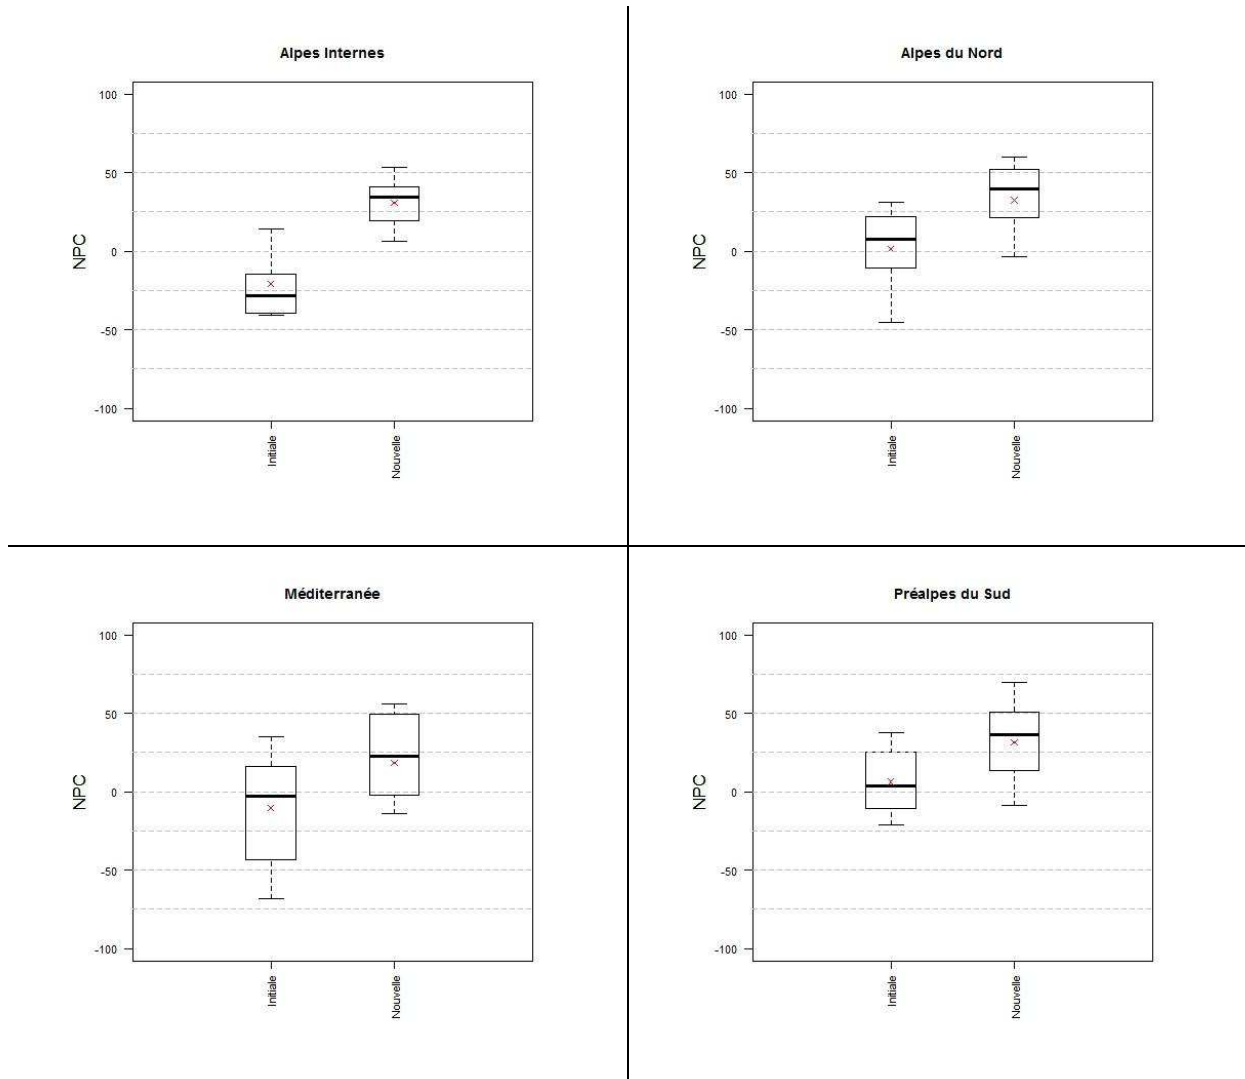 Alpes Internes
100
50
0
-50
-100
NPC
Initiale
Nouvelle
Alpes du Nord
100
50
0
-50
-100
NPC
Initiale
Nouvelle
Méditerranée
100
50
0
-50
-100
NPC
Initiale
Nouvelle
Préalpes du Sud
100
50
0
-50
-100
NPC
Initiale
Nouvelle